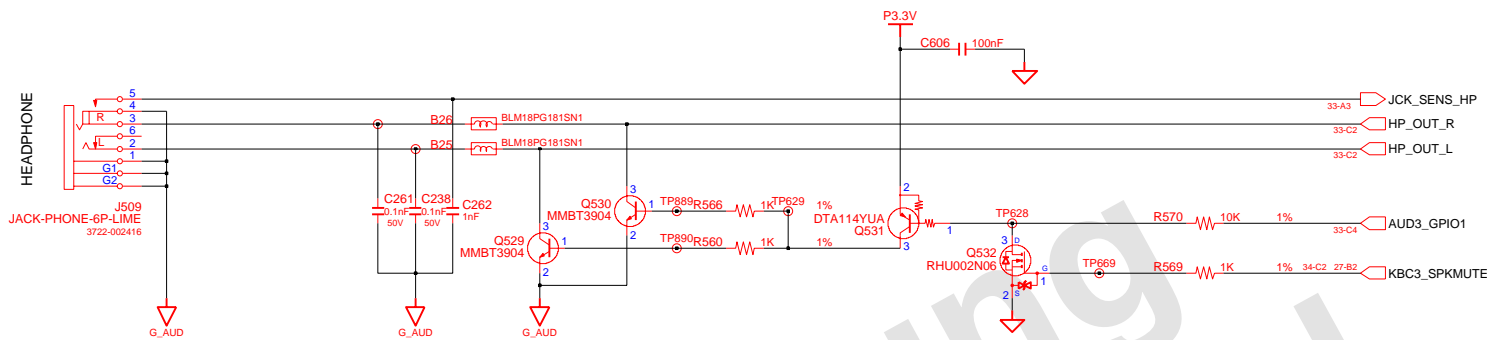 P3.3V
C606 100nF
HEADPHONE
5
4
R 3
6
L 2
1
G1
G2
J509
JACK-PHONE-6P-LIME
3722-002416
B26 BLM18PG181SN1
B25 BLM18PG181SN1
33-A3 JCK_SENS_HP
33-C2 HP_OUT_R
33-C2 HP_OUT_L
C261
0.1nF
50V
C238
0.1nF
50V
C262
1nF
Q530
MMBT3904
3
1
2
Q529
MMBT3904
3
1
2
TP889 R566 1K TP629 1%
TP890 R560 1K 1%
2
DTA114YUA
Q531
1
3
TP628 R570 10K 1% 33-C4 AUD3_GPIO1
Q532
RHU002N06
3 D
G
1
2 S
TP669 R569 1K 1% 34-C2 27-B2 KBC3_SPKMUTE
G_AUD
G_AUD
G_AUD